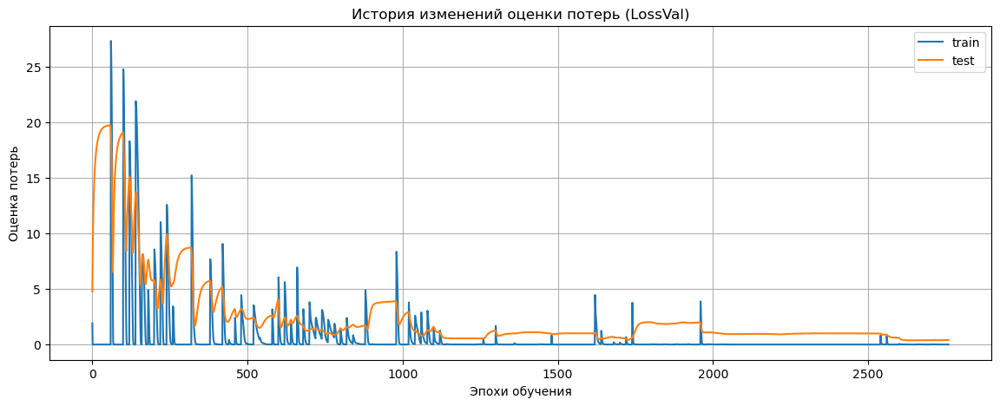 История изменений оценки потерь (LossVal)
train
test
Оценка потерь
25
20
15
10
5
0
0 500 1000 1500 2000 2500
Эпохи обучения